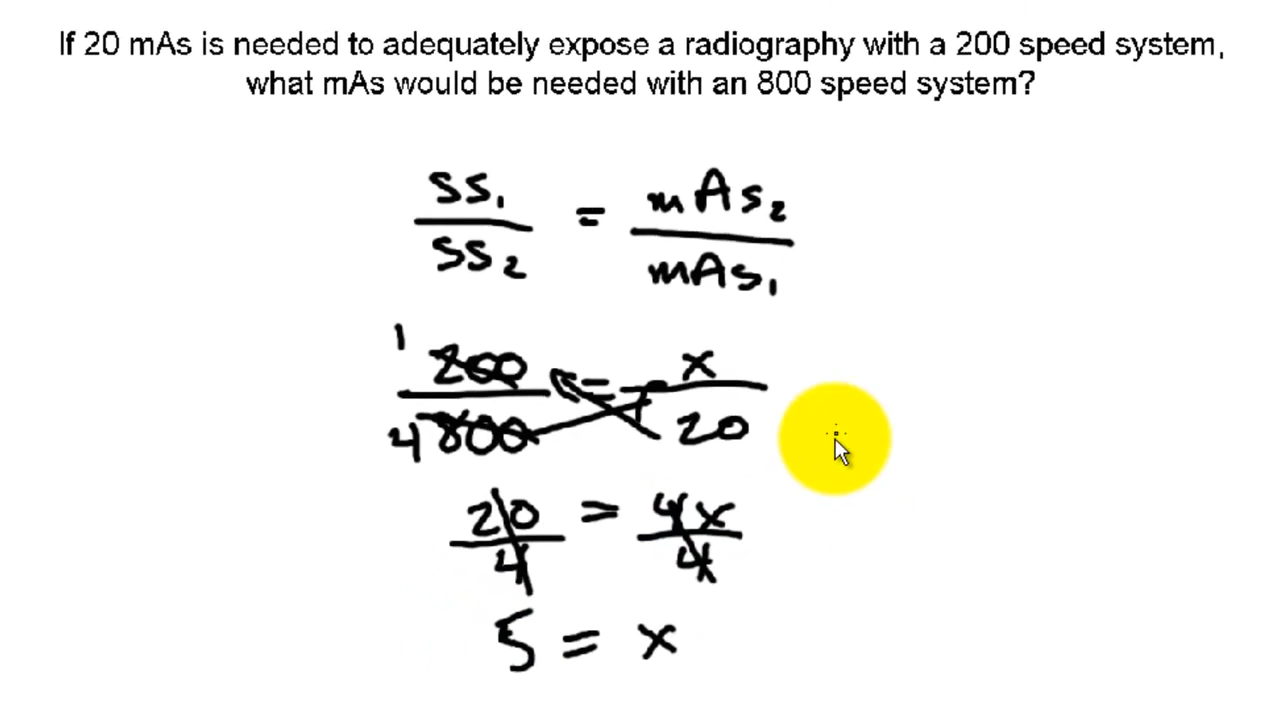 If 20 mAs is needed to adequately expose a radiography with a 200 speed system,
what mAs would be needed with an 800 speed system?
SS₁ = mAs₂
SS₂ mAs₁
1 200 = x
4 800 20
20 = 4x
4 4
5 = x